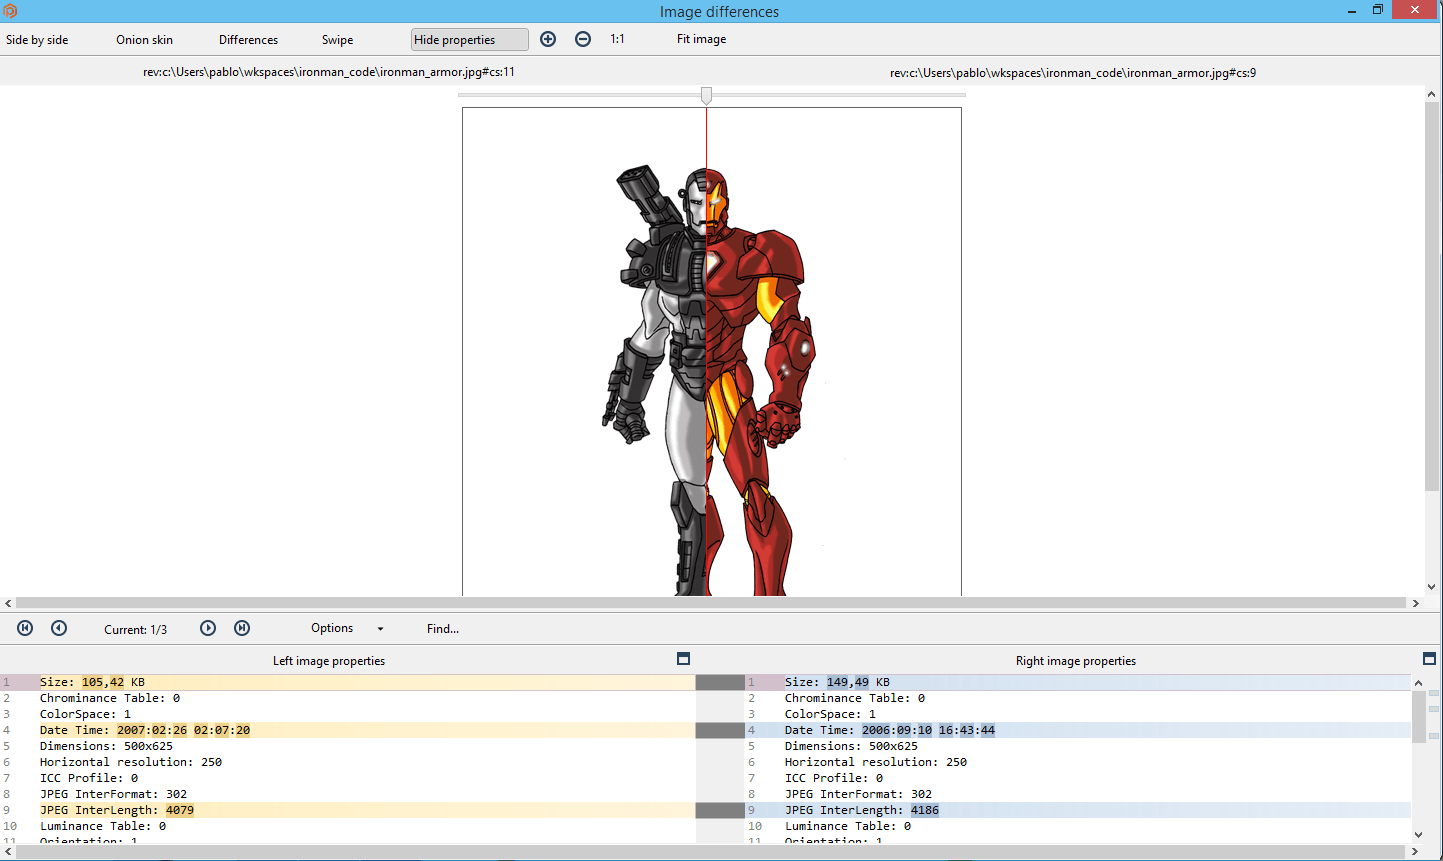 Image differences
Side by side Onion skin Differences Swipe Hide properties 1:1 Fit image
rev:c:\Users\pablo\wkspaces\ironman_code\ironman_armor.jpg#cs:11 rev:c:\Users\pablo\wkspaces\ironman_code\ironman_armor.jpg#cs:9
Current: 1/3 Options Find...
Left image properties
1 Size: 105,42 KB
2 Chrominance Table: 0
3 ColorSpace: 1
4 Date Time: 2007:02:26 02:07:20
5 Dimensions: 500x625
6 Horizontal resolution: 250
7 ICC Profile: 0
8 JPEG InterFormat: 302
9 JPEG InterLength: 4079
10 Luminance Table: 0
11 Orientation: 1
Right image properties
1 Size: 149,49 KB
2 Chrominance Table: 0
3 ColorSpace: 1
4 Date Time: 2006:09:10 16:43:44
5 Dimensions: 500x625
6 Horizontal resolution: 250
7 ICC Profile: 0
8 JPEG InterFormat: 302
9 JPEG InterLength: 4186
10 Luminance Table: 0
11 Orientation: 1